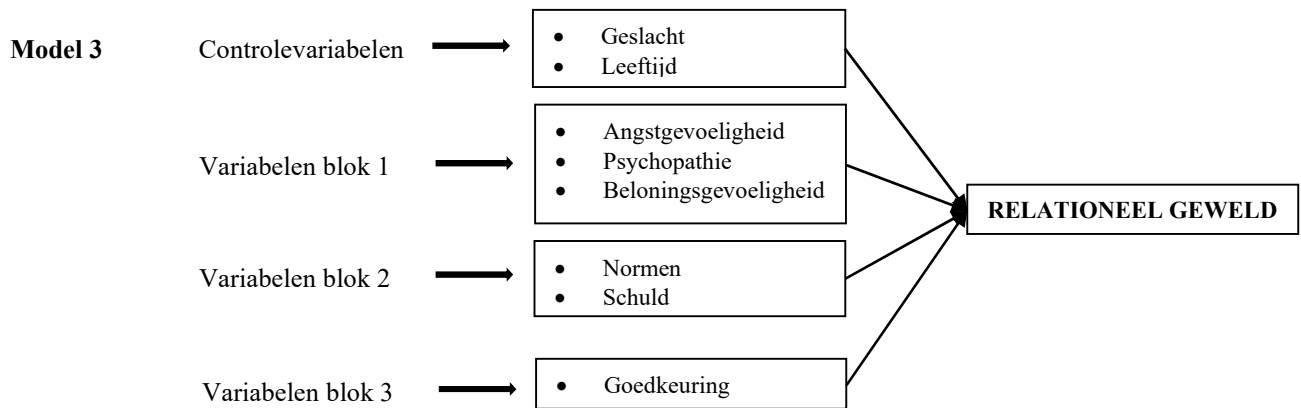 Model 3
Controlevariabelen
• Geslacht
• Leeftijd
Variabelen blok 1
• Angstgevoeligheid
• Psychopathie
• Beloningsgevoeligheid
Variabelen blok 2
• Normen
• Schuld
Variabelen blok 3
• Goedkeuring
RELATIONEEL GEWELD